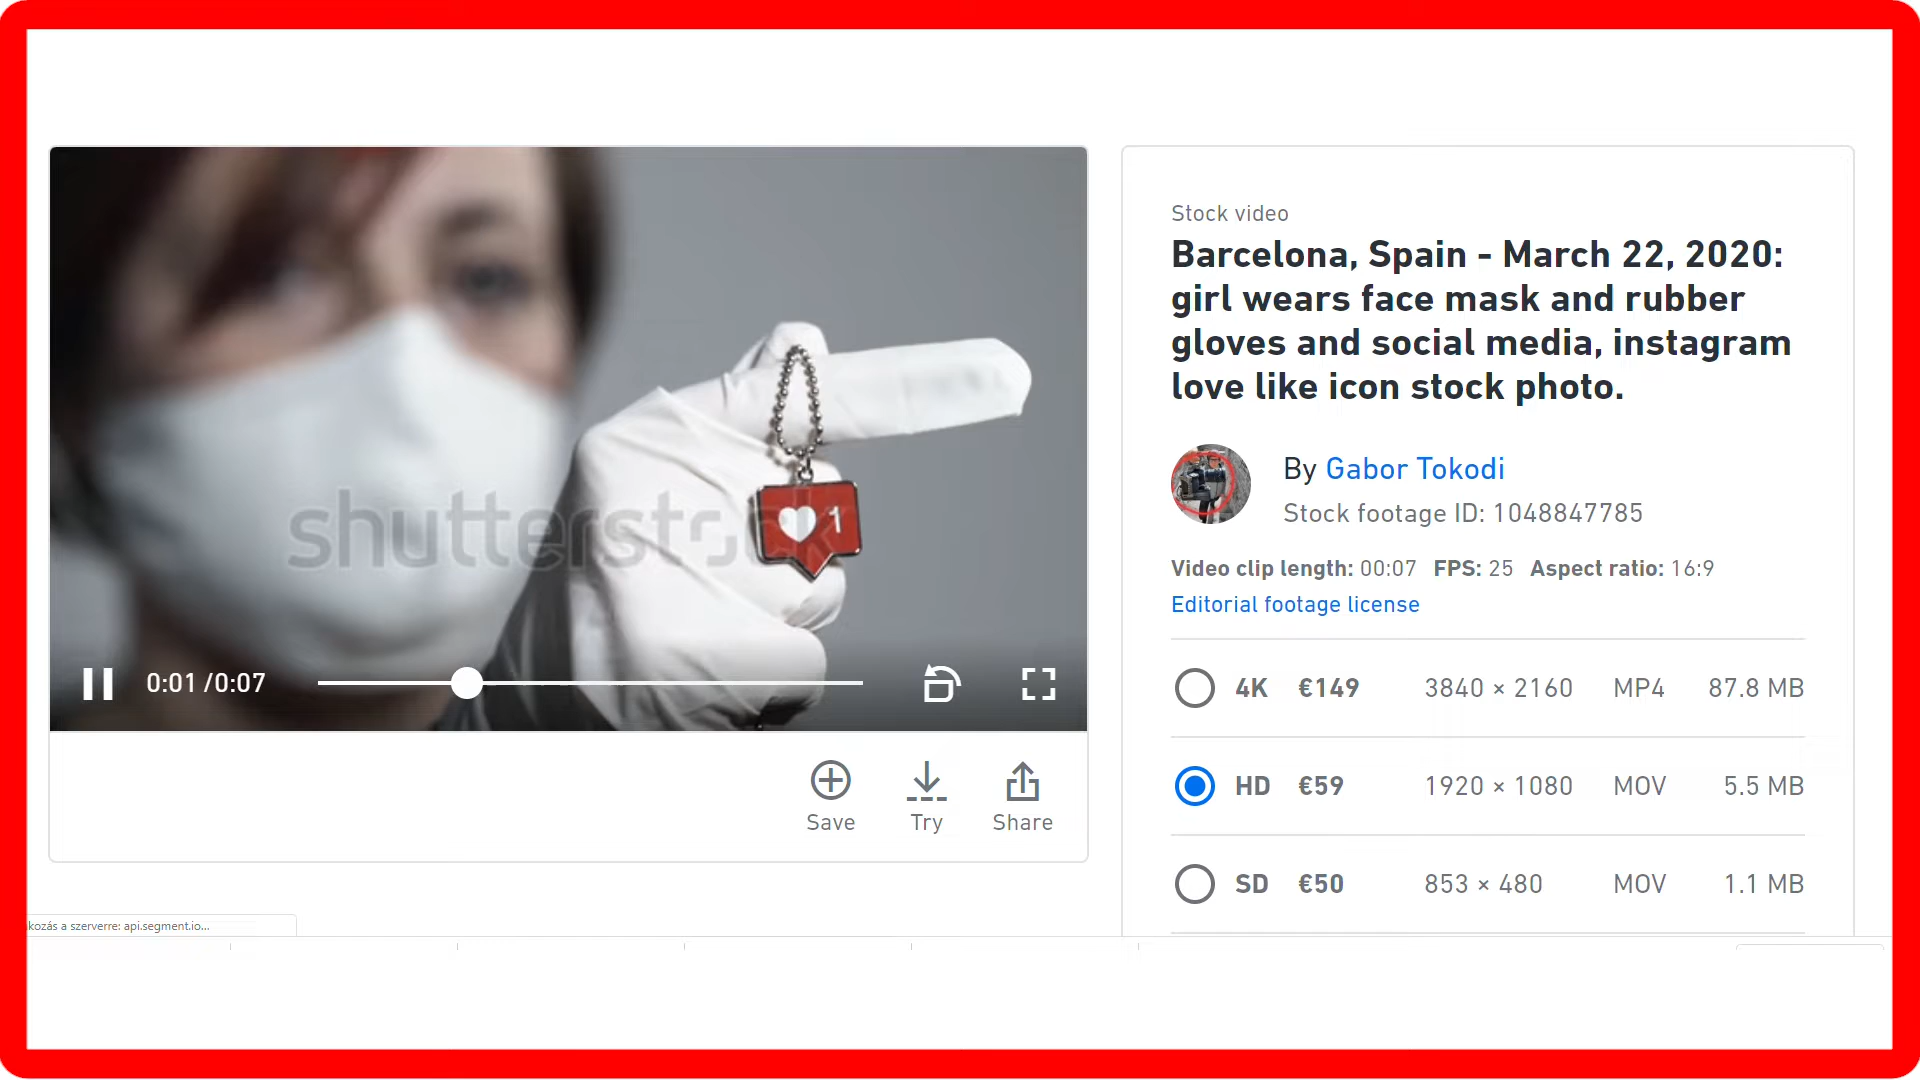 Stock video
Barcelona, Spain - March 22, 2020:
girl wears face mask and rubber
gloves and social media, instagram
love like icon stock photo.
By Gabor Tokodi
Stock footage ID: 1048847785
Video clip length: 00:07 FPS: 25 Aspect ratio: 16:9
Editorial footage license
4K €149 3840 × 2160 MP4 87.8 MB
HD €59 1920 × 1080 MOV 5.5 MB
SD €50 853 × 480 MOV 1.1 MB
shutterstock
1
0:01 /0:07
Save Try Share
kozás a szerverre: api.segment.io...